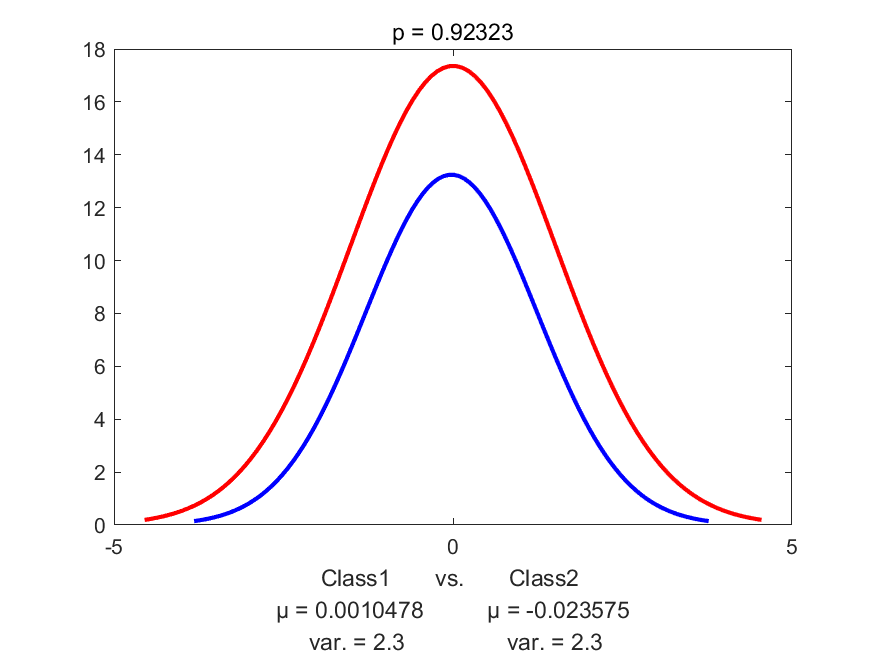 p = 0.92323
18
16
14
12
10
8
6
4
2
0
-5 0 5
Class1 vs. Class2
μ = 0.0010478 μ = -0.023575
var. = 2.3 var. = 2.3